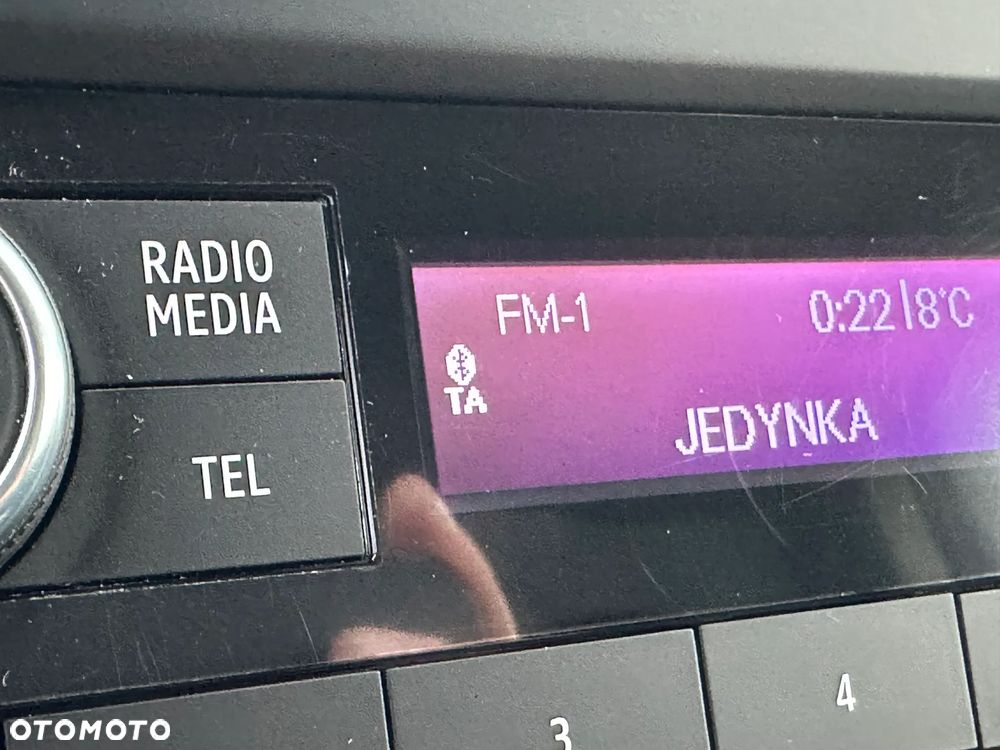 RADIO
MEDIA
TEL
FM-1
0:22|8°C
TA
JEDYNKA
3
4
OTOMOTO